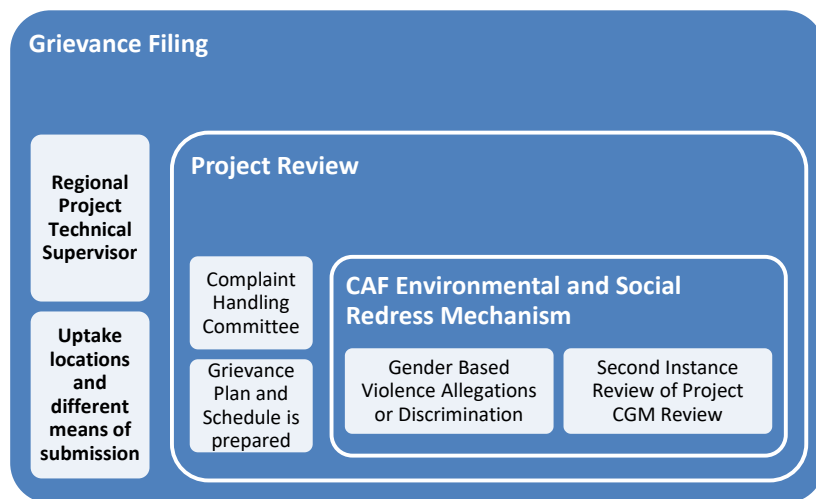 Grievance Filing
Regional
Project
Technical
Supervisor
Uptake
locations
and
different
means of
submission
Project Review
Complaint
Handling
Committee
Grievance
Plan and
Schedule is
prepared
CAF Environmental and Social
Redress Mechanism
Gender Based
Violence Allegations
or Discrimination
Second Instance
Review of Project
CGM Review